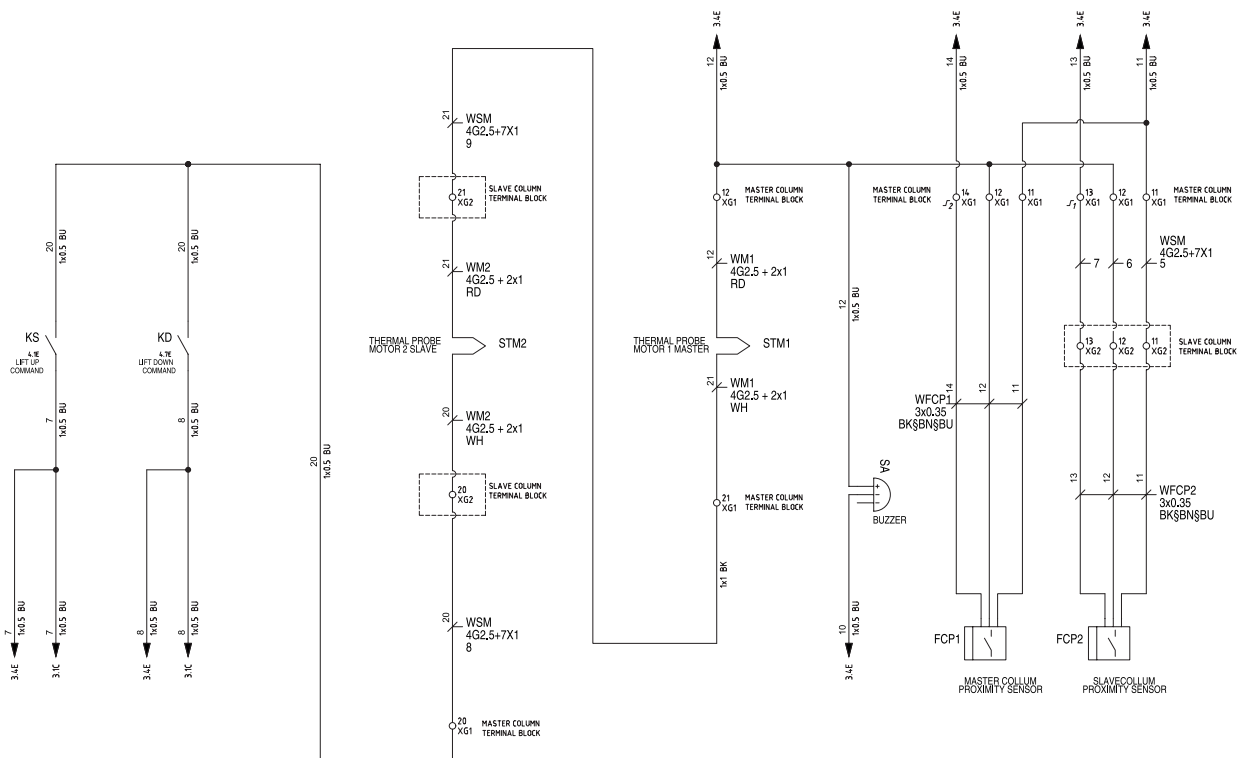 3.4E
3.4E
3.4E
3.4E
12
1x0.5 BU
14
1x0.5 BU
13
1x0.5 BU
11
1x0.5 BU
21
WSM
4G2.5+7X1
9
21
XG2
SLAVE COLUMN
TERMINAL BLOCK
12
XG1
MASTER COLUMN
TERMINAL BLOCK
MASTER COLUMN
TERMINAL BLOCK
14
XG1
2
12
XG1
11
XG1
13
XG1
1
12
XG1
11
XG1
MASTER COLUMN
TERMINAL BLOCK
20
1x0.5 BU
20
1x0.5 BU
21
WM2
4G2.5 + 2x1
RD
12
WM1
4G2.5 + 2x1
RD
WSM
4G2.5+7X1
7
6
5
12
1x0.5 BU
KS
4.1E
LIFT UP
COMMAND
KD
4.7E
LIFT DOWN
COMMAND
THERMAL PROBE
MOTOR 2 SLAVE
STM2
THERMAL PROBE
MOTOR 1 MASTER
STM1
13
XG2
12
XG2
11
XG2
SLAVE COLUMN
TERMINAL BLOCK
21
WM1
4G2.5 + 2x1
WH
14
12
11
WFCP1
3x0.35
BK§BN§BU
7
1x0.5 BU
8
1x0.5 BU
20
WM2
4G2.5 + 2x1
WH
20
1x0.5 BU
20
XG2
SLAVE COLUMN
TERMINAL BLOCK
21
XG1
MASTER COLUMN
TERMINAL BLOCK
SA
+
-
BUZZER
13
12
11
WFCP2
3x0.35
BK§BN§BU
1x1 BK
7
1x0.5 BU
7
1x0.5 BU
8
1x0.5 BU
8
1x0.5 BU
20
WSM
4G2.5+7X1
8
10
1x0.5 BU
3.4E
3.1C
3.4E
3.1C
3.4E
FCP1
FCP2
MASTER COLLUM
PROXIMITY SENSOR
SLAVECOLLUM
PROXIMITY SENSOR
20
XG1
MASTER COLUMN
TERMINAL BLOCK